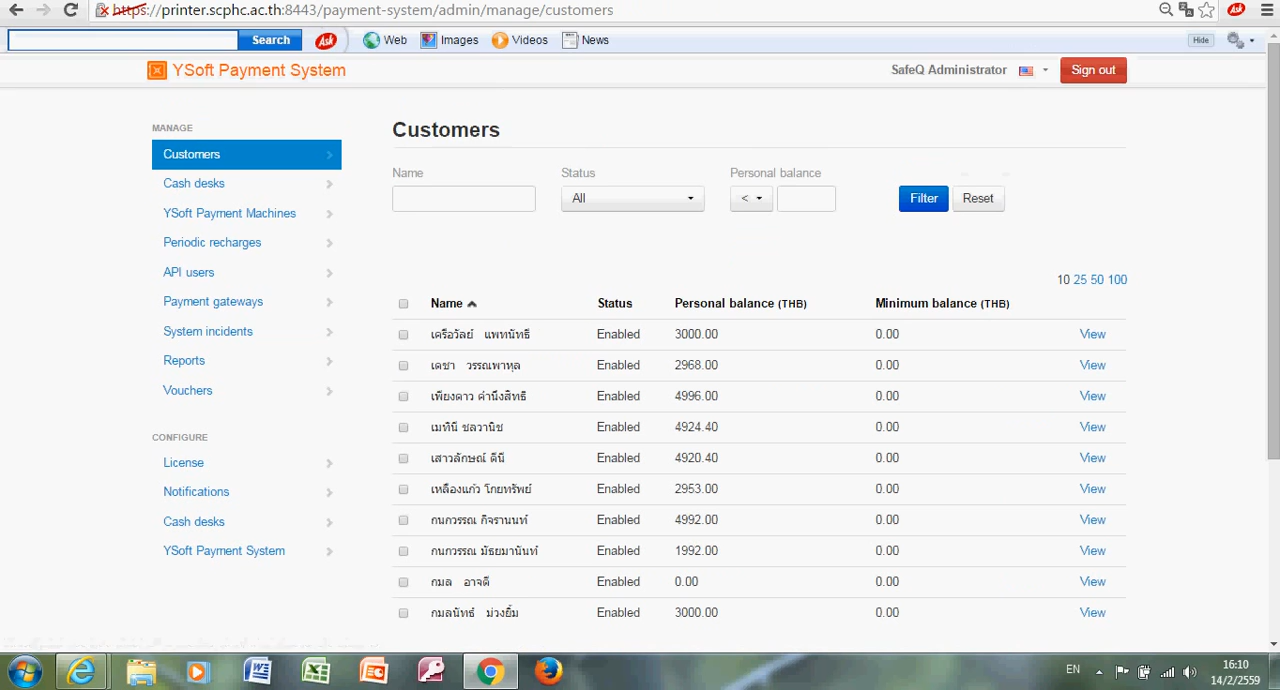 https://printer.scphc.ac.th:8443/payment-system/admin/manage/customers
Search Ask Web Images Videos News Hide
YSoft Payment System SafeQ Administrator Sign out
MANAGE
Customers
Cash desks
YSoft Payment Machines
Periodic recharges
API users
Payment gateways
System incidents
Reports
Vouchers
CONFIGURE
License
Notifications
Cash desks
YSoft Payment System
Customers
Name Status Personal balance
All < Filter Reset
10 25 50 100
Name Status Personal balance (THB) Minimum balance (THB)
เครือวัลย์ แพทนัทธี Enabled 3000.00 0.00 View
เดชา วรรณพาหุล Enabled 2968.00 0.00 View
เพียงดาว คำนึงสิทธิ Enabled 4996.00 0.00 View
เมทินี ชลวานิช Enabled 4924.40 0.00 View
เสาวลักษณ์ ดีนี Enabled 4920.40 0.00 View
เหลืองแก้ว โกยทรัพย์ Enabled 2953.00 0.00 View
กนกวรรณ กิจรานนท์ Enabled 4992.00 0.00 View
กนกวรรณ มัธยมานันท์ Enabled 1992.00 0.00 View
กมล อาจดี Enabled 0.00 0.00 View
กมลนิทธ์ ม่วงยิ้ม Enabled 3000.00 0.00 View
EN 16:10
14/2/2559